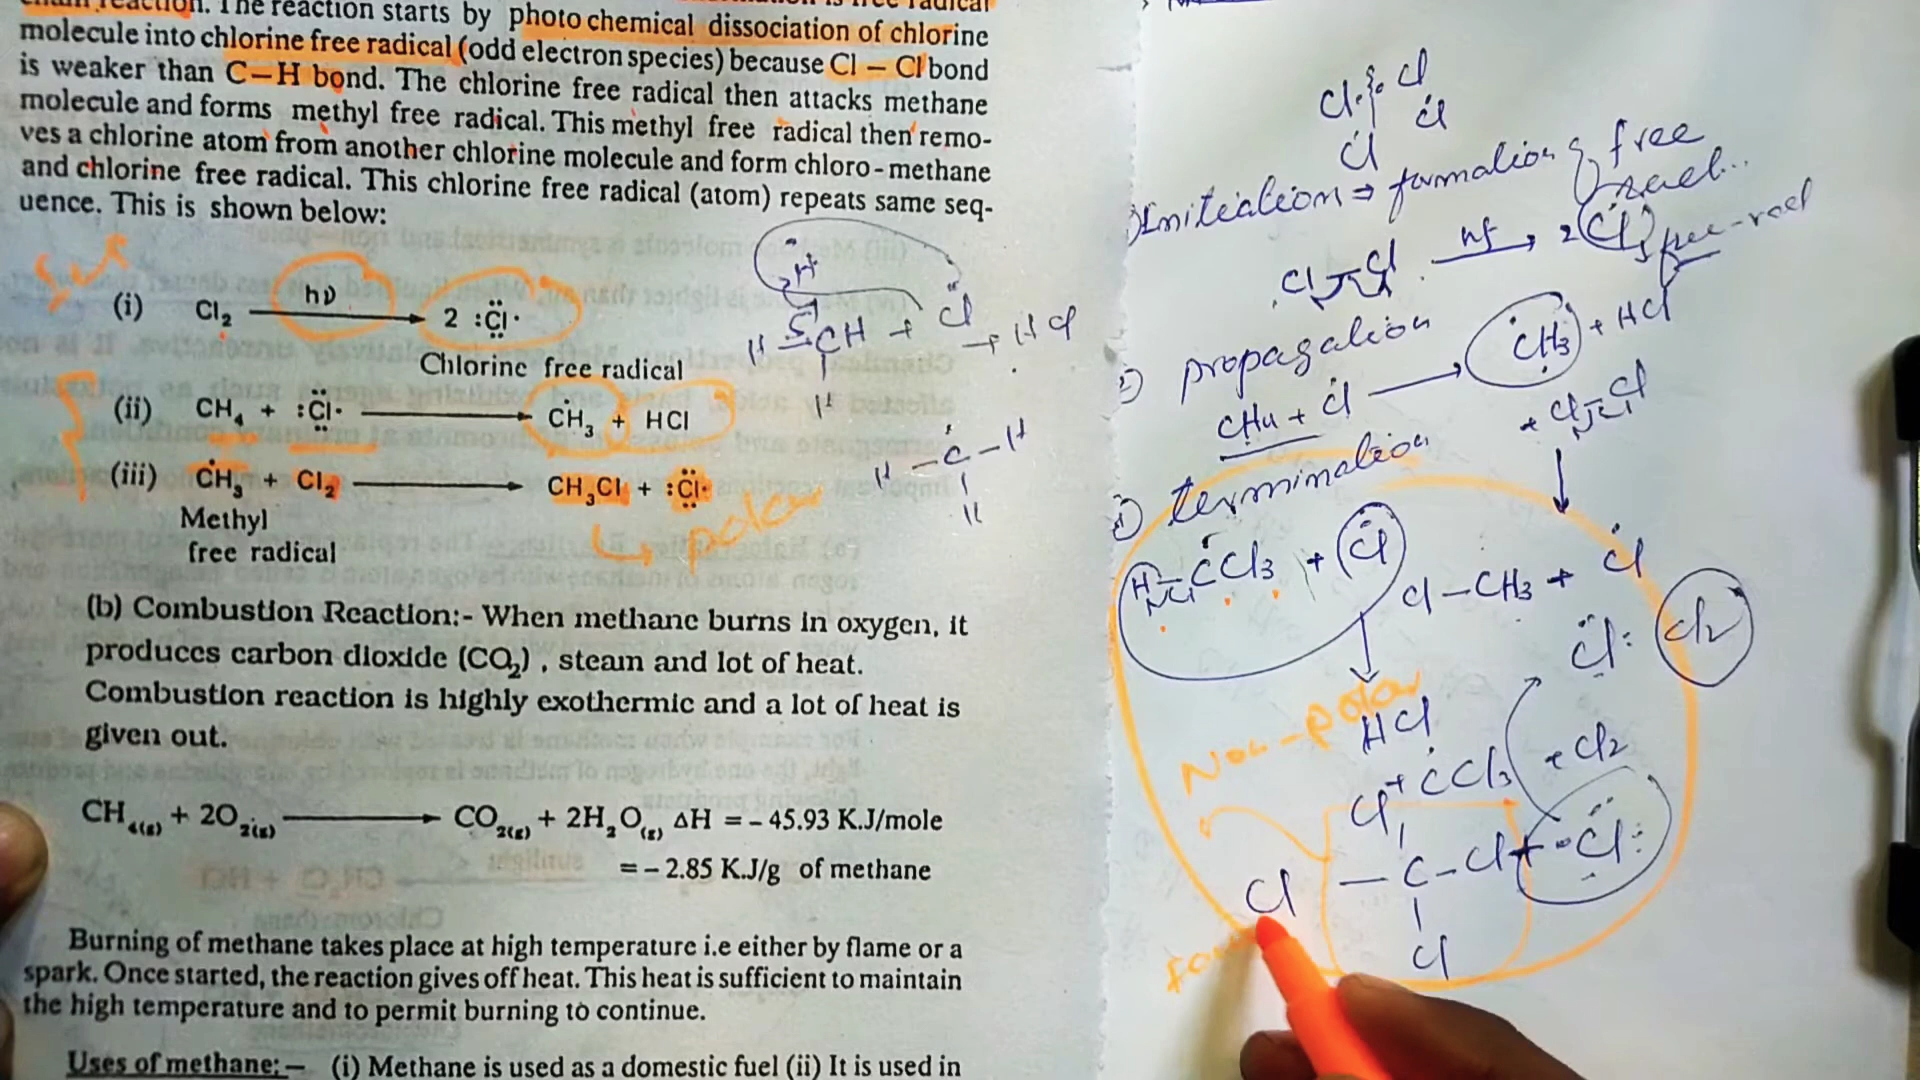 chain reaction. The reaction starts by photo chemical dissociation of chlorine
molecule into chlorine free radical (odd electron species) because Cl – Cl bond
is weaker than C–H bond. The chlorine free radical then attacks methane
molecule and forms methyl free radical. This methyl free radical then remo-
ves a chlorine atom from another chlorine molecule and form chloro-methane
and chlorine free radical. This chlorine free radical (atom) repeats same seq-
uence. This is shown below:
(i) Cl₂ hν 2 :Cl·
Chlorine free radical
(ii) CH₄ + :Cl· CH₃ + HCl
(iii) CH₃ + Cl₂ CH₃Cl + :Cl·
polar
Methyl
free radical
(b) Combustion Reaction:- When methane burns in oxygen, it
produces carbon dioxide (CO₂) , steam and lot of heat.
Combustion reaction is highly exothermic and a lot of heat is
given out.
CH₄(g) + 2O₂(g) CO₂(g) + 2H₂O(g) ΔH = – 45.93 K.J/mole
= – 2.85 K.J/g of methane
Burning of methane takes place at high temperature i.e either by flame or a
spark. Once started, the reaction gives off heat. This heat is sufficient to maintain
the high temperature and to permit burning to continue.
Uses of methane:– (i) Methane is used as a domestic fuel (ii) It is used in
H CH + Cl → HCl
H
H – C – H
Cl Cl
Cl Cl
Initiation ⇒ formation of free
Cl Cl → 2 Cl
propagation
CH₄ + Cl → CH₃ + HCl
+ Cl Cl
termination
H – CCl₃ + Cl
Cl – CH₃ + Cl
Cl: Cl₂
Non-polar
HCl
+ CCl₃ + Cl₂
Cl
Cl – C – Cl + Cl:
Cl